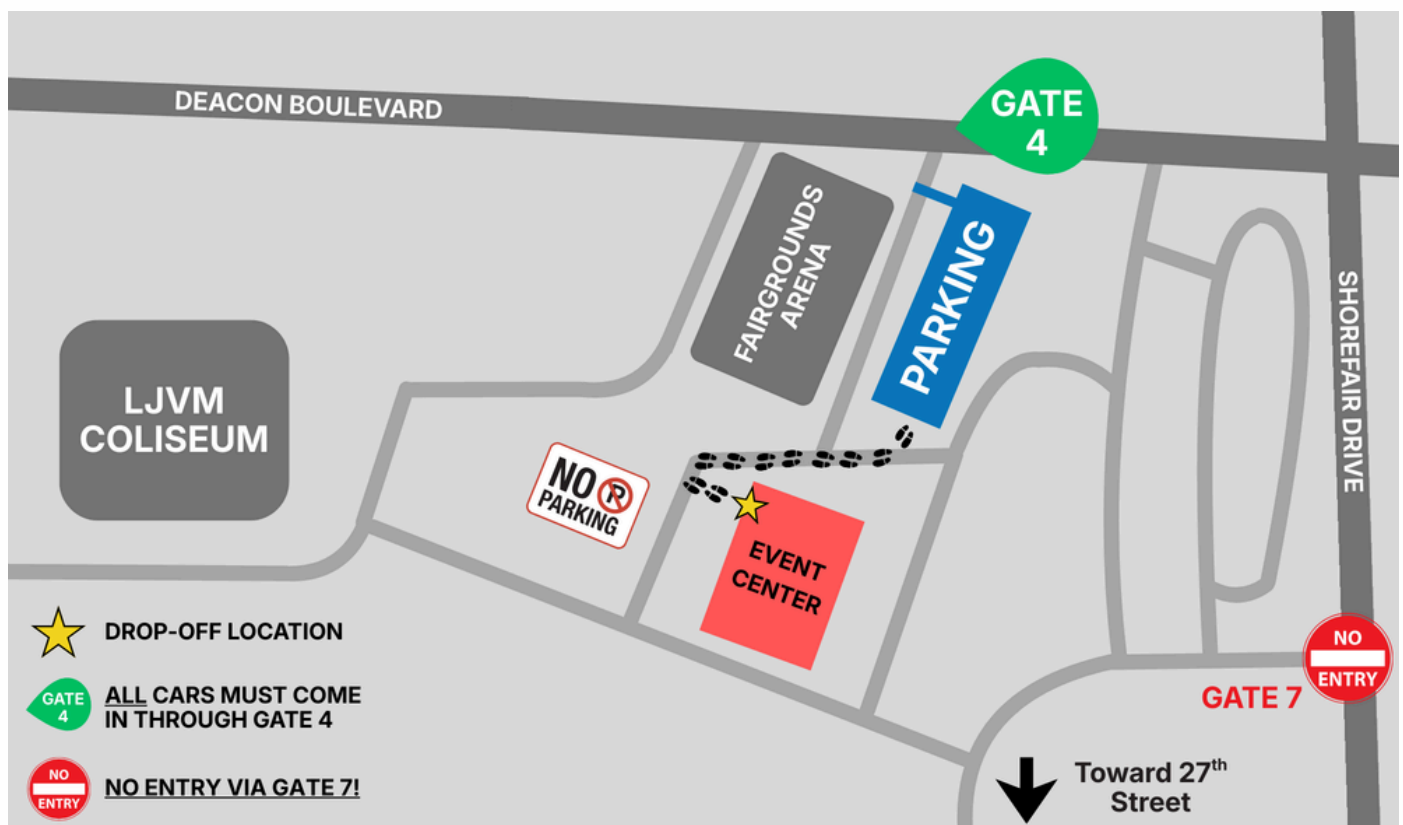 DEACON BOULEVARD
GATE
4
FAIRGROUNDS
ARENA
PARKING
SHOREFAIR DRIVE
LJVM
COLISEUM
NO P
PARKING
EVENT
CENTER
DROP-OFF LOCATION
GATE
4
ALL CARS MUST COME
IN THROUGH GATE 4
NO
ENTRY
NO ENTRY VIA GATE 7!
NO
ENTRY
GATE 7
Toward 27th
Street